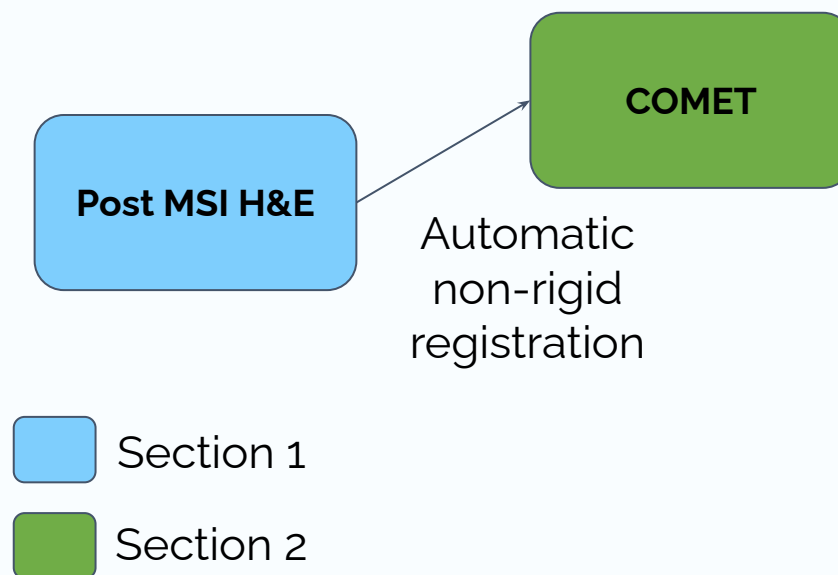 COMET
Post MSI H&E
Automatic
non-rigid
registration
Section 1
Section 2